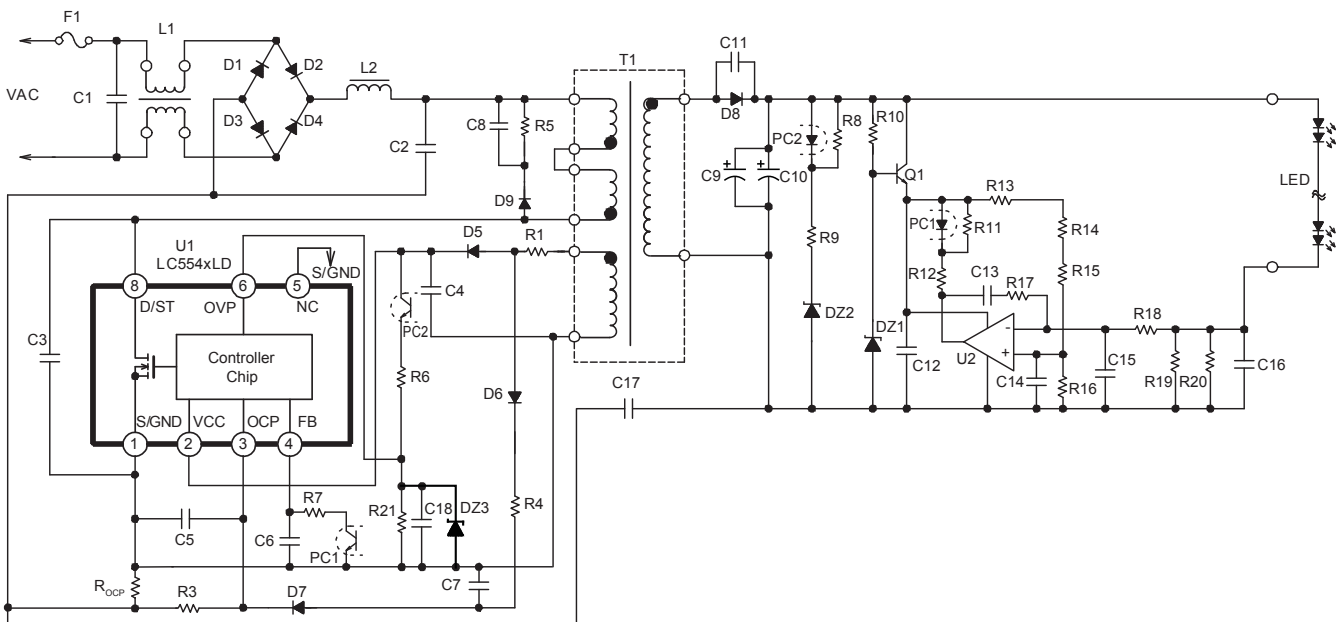 F1
L1
T1
C11
D1
D2
L2
VAC
C1
D8
R10
C8
R5
PC2
R8
D3
D4
C2
C9
C10
Q1
LED
D9
R13
U1
LC554xLD
S/GND
D5
R1
PC1
R11
R14
8
6
5
R9
D/ST
OVP
NC
C4
R12
C13
R17
R15
PC2
DZ2
R18
C3
Controller
Chip
DZ1
-
+
U2
R6
D6
C17
C12
C14
R16
C15
R19
R20
C16
S/GND
VCC
OCP
FB
1
2
3
4
R7
R21
C18
DZ3
R4
C5
C6
PC1
C7
ROCP
R3
D7